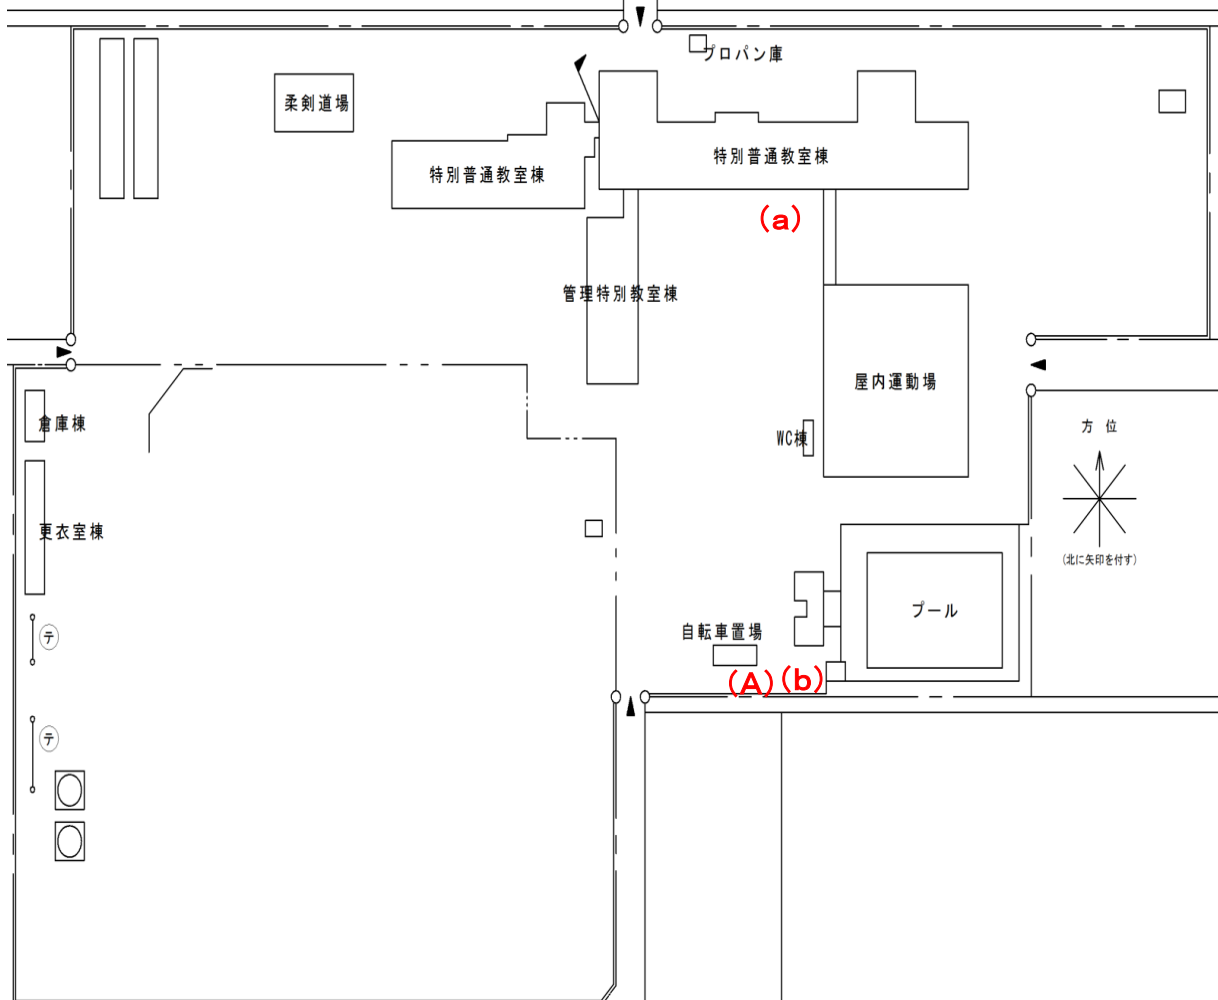 プロパン庫
柔剣道場
特別普通教室棟
特別普通教室棟
(a)
管理特別教室棟
屋内運動場
倉庫棟
WC棟
方 位
更衣室棟
(北に矢印を付す)
プール
自転車置場
テ
(A)
(b)
テ